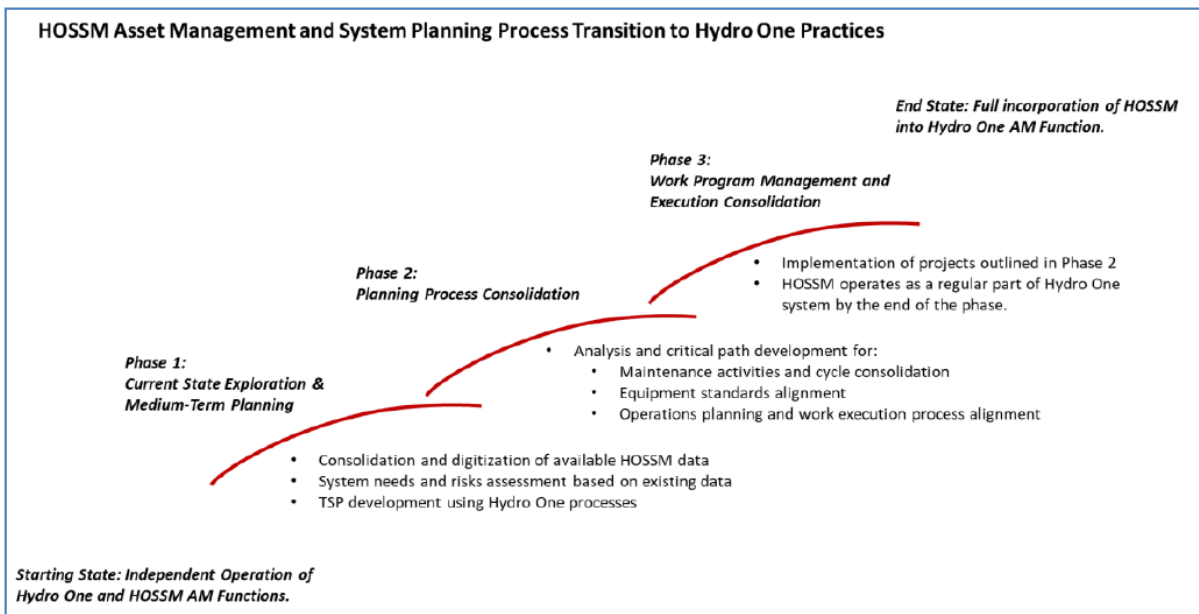 HOSSM Asset Management and System Planning Process Transition to Hydro One Practices
End State: Full incorporation of HOSSM
into Hydro One AM Function.
Phase 3:
Work Program Management and
Execution Consolidation
• Implementation of projects outlined in Phase 2
• HOSSM operates as a regular part of Hydro One
system by the end of the phase.
Phase 2:
Planning Process Consolidation
• Analysis and critical path development for:
• Maintenance activities and cycle consolidation
• Equipment standards alignment
• Operations planning and work execution process alignment
Phase 1:
Current State Exploration &
Medium-Term Planning
• Consolidation and digitization of available HOSSM data
• System needs and risks assessment based on existing data
• TSP development using Hydro One processes
Starting State: Independent Operation of
Hydro One and HOSSM AM Functions.